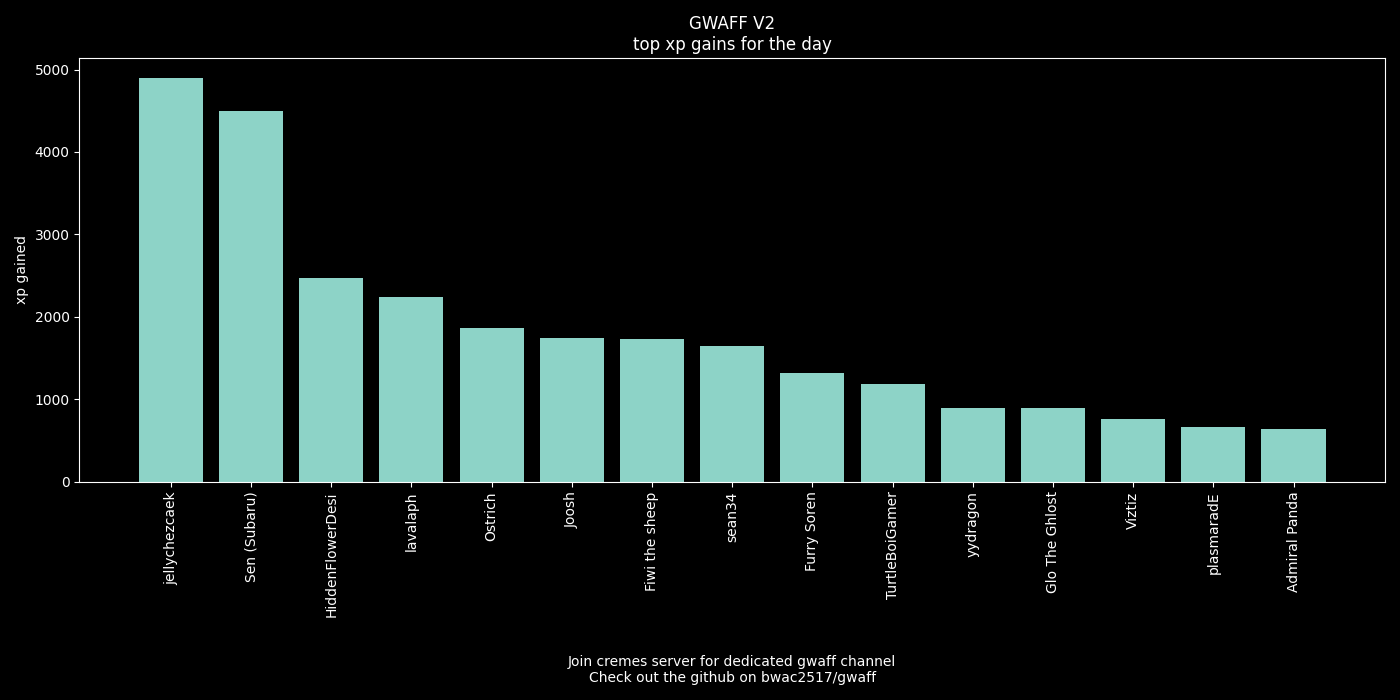 GWAFF V2
top xp gains for the day
5000
4000
3000
2000
1000
0
xp gained
jellychezcaek
Sen (Subaru)
HiddenFlowerDesi
lavalaph
Ostrich
Joosh
Fiwi the sheep
sean34
Furry Soren
TurtleBoiGamer
yydragon
Glo The Ghlost
Viztiz
plasmaradE
Admiral Panda
Join cremes server for dedicated gwaff channel
Check out the github on bwac2517/gwaff